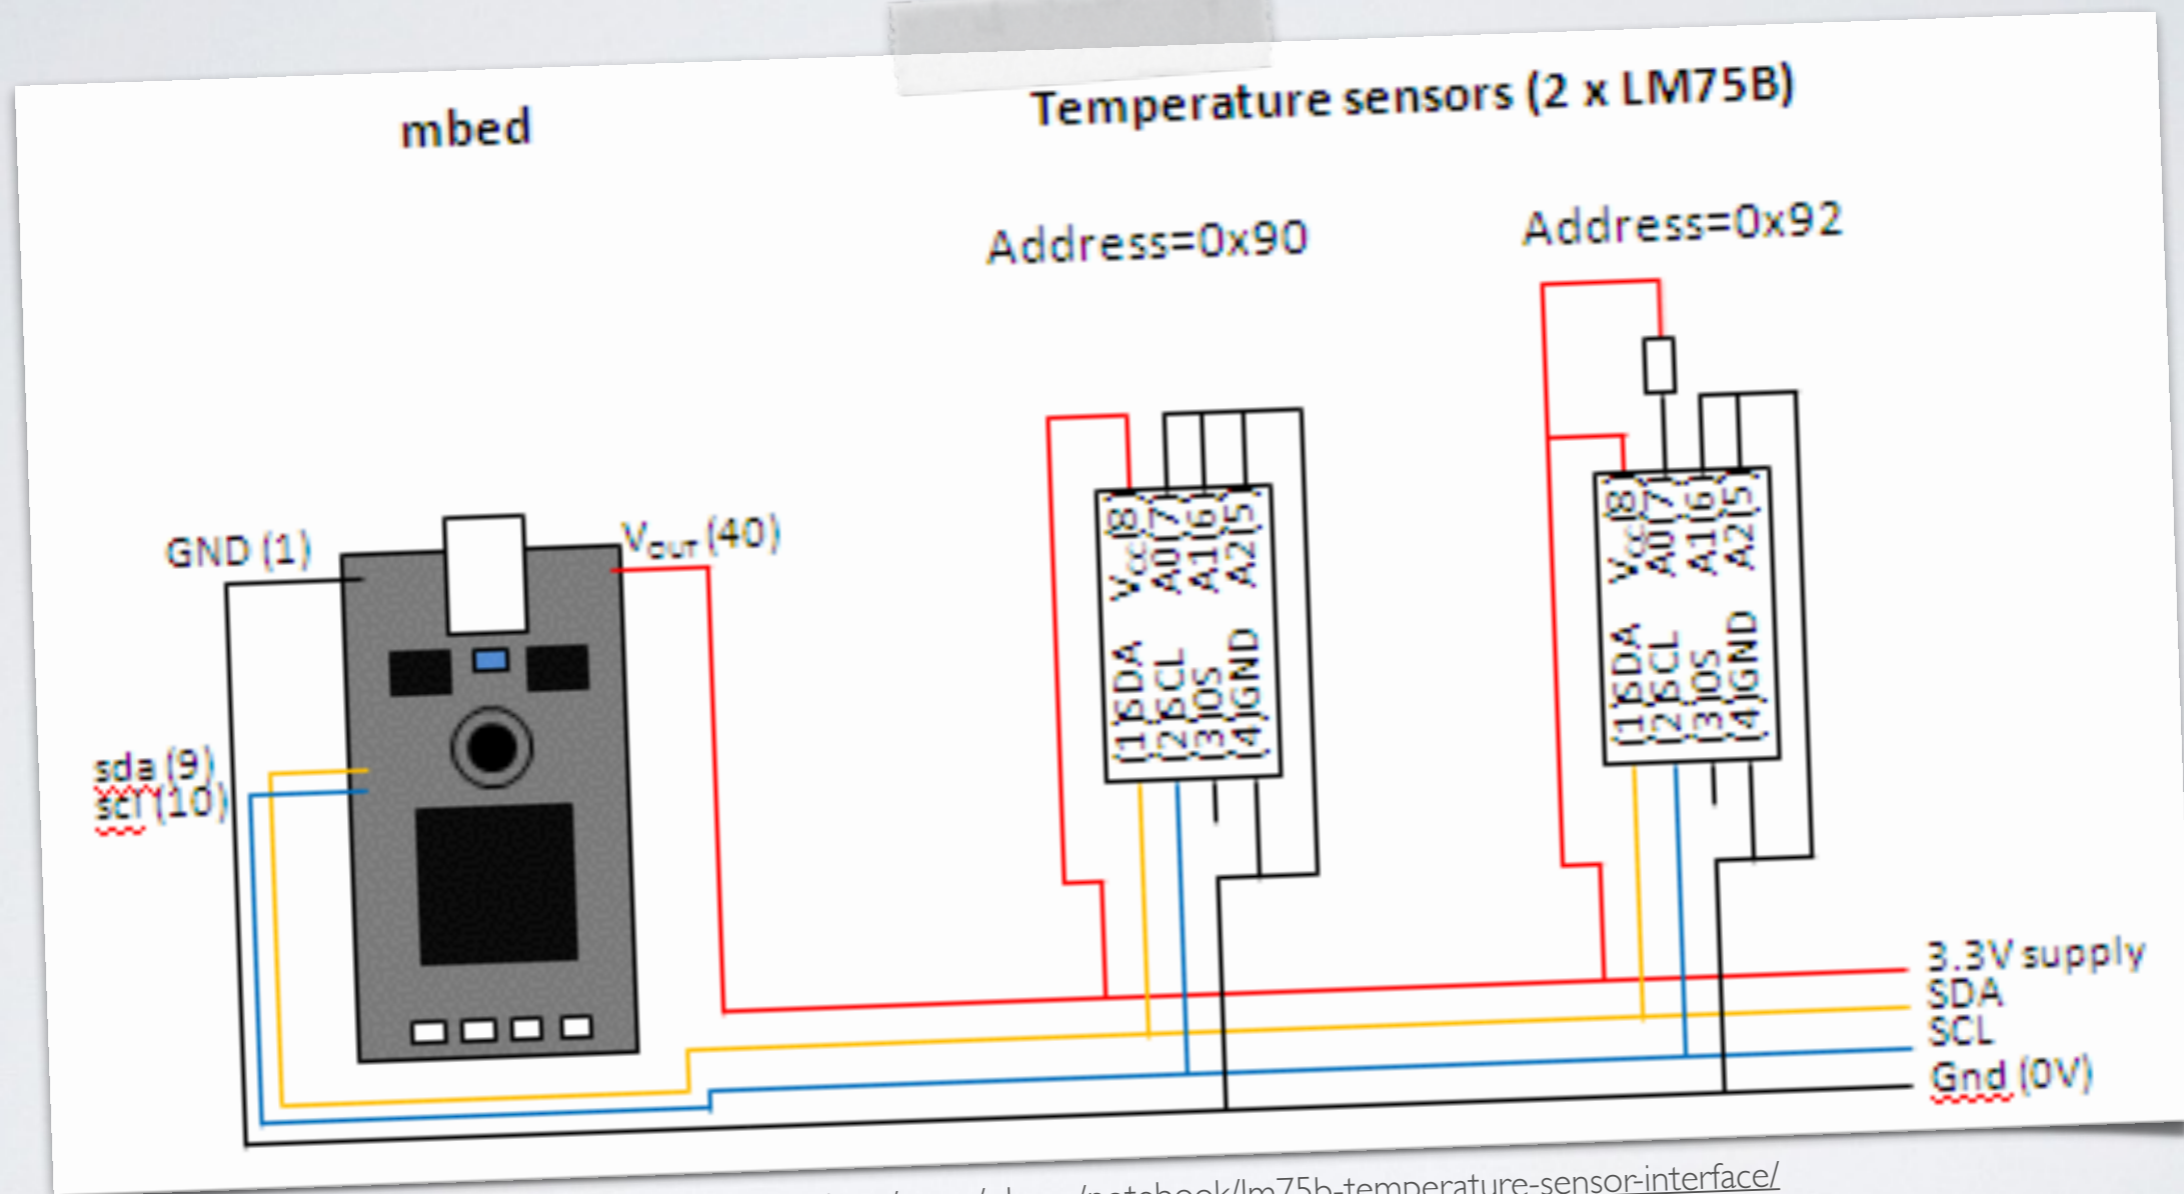 mbed
Temperature sensors (2 x LM75B)
Address=0x90
Address=0x92
GND (1)
VOUT (40)
sda (9)
scl (10)
VCC(8
A0(7
A1(6
A2(5
(1)SDA
(2)SCL
(3)OS
(4)GND
VCC(8
A0(7
A1(6
A2(5
(1)SDA
(2)SCL
(3)OS
(4)GND
3.3V supply
SDA
SCL
Gnd (0V)
/notebook/lm75b-temperature-sensor-interface/